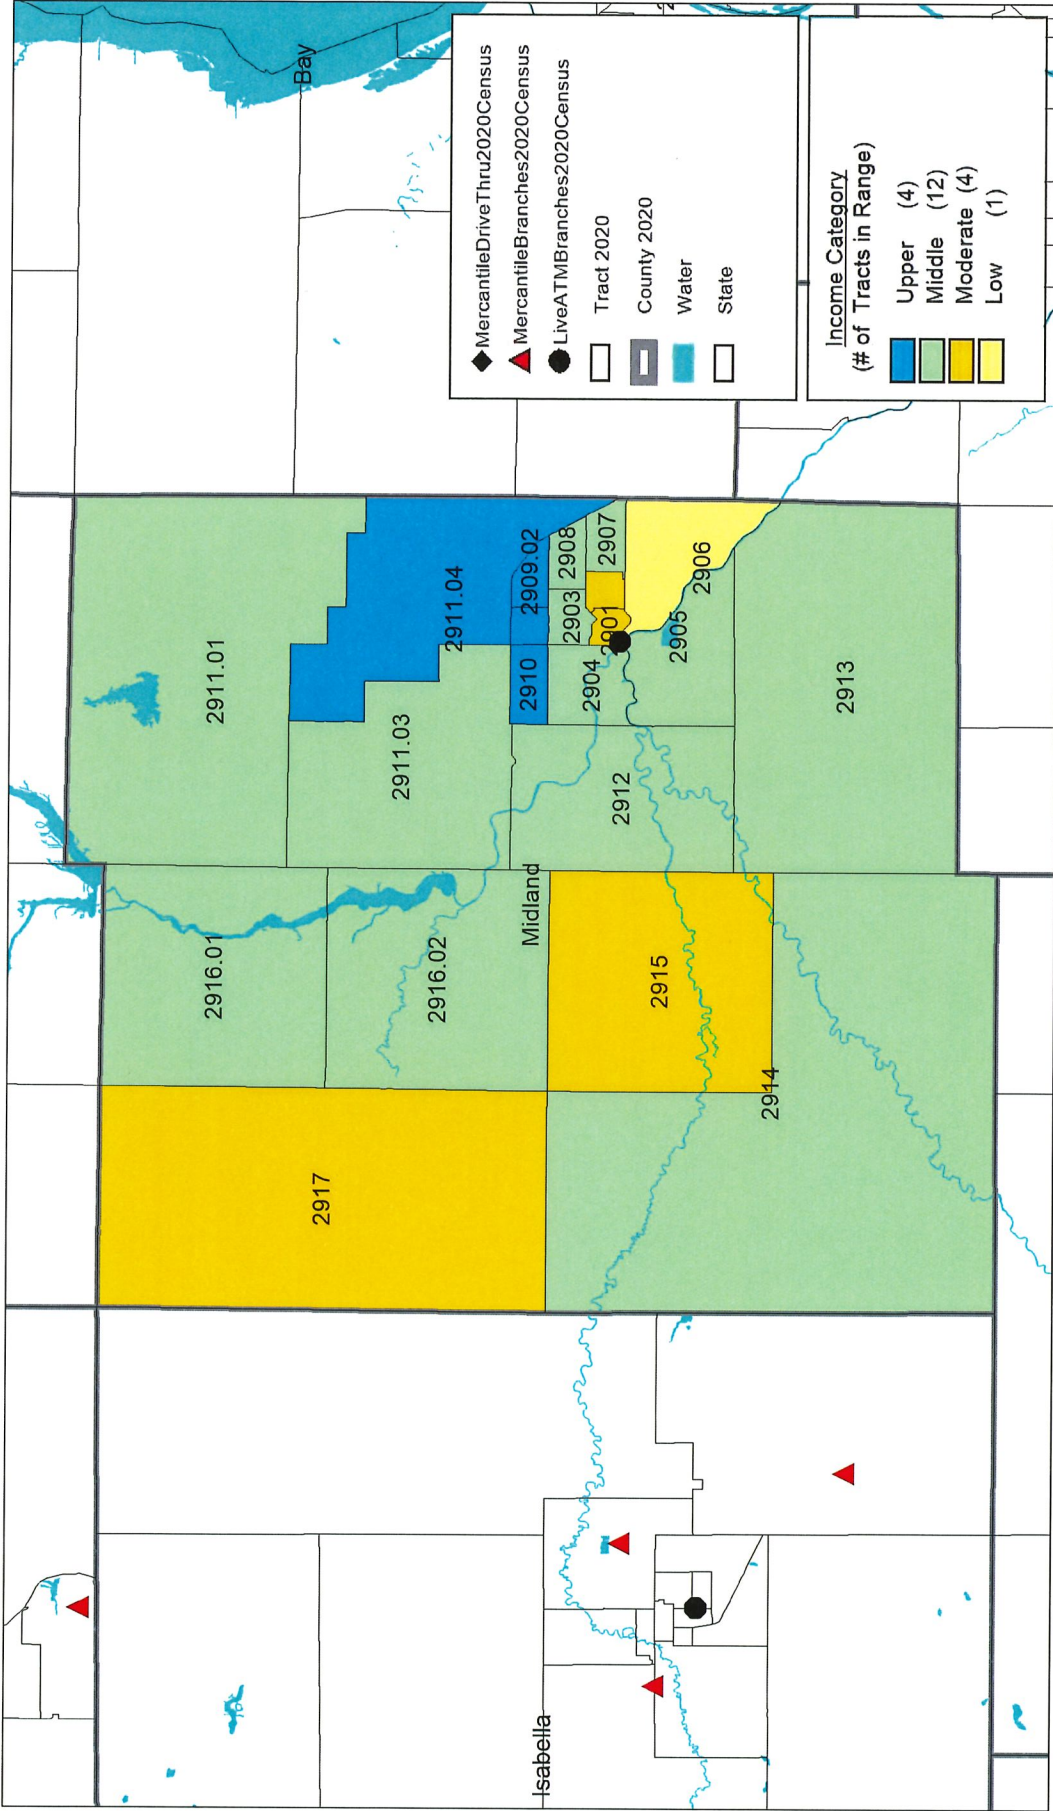 Bay
◆MercantileDriveThru2020Census
▲MercantileBranches2020Census
●LiveATMBranches2020Census
Tract 2020
County 2020
Water
State
Income Category
(# of Tracts in Range)
Upper (4)
Middle (12)
Moderate (4)
Low (1)
2911.01
2911.04
2911.03
2909.02
2910
2908
2907
2903
2901
2904
2906
2905
2913
2912
Midland
2916.01
2916.02
2915
2914
2917
Isabella